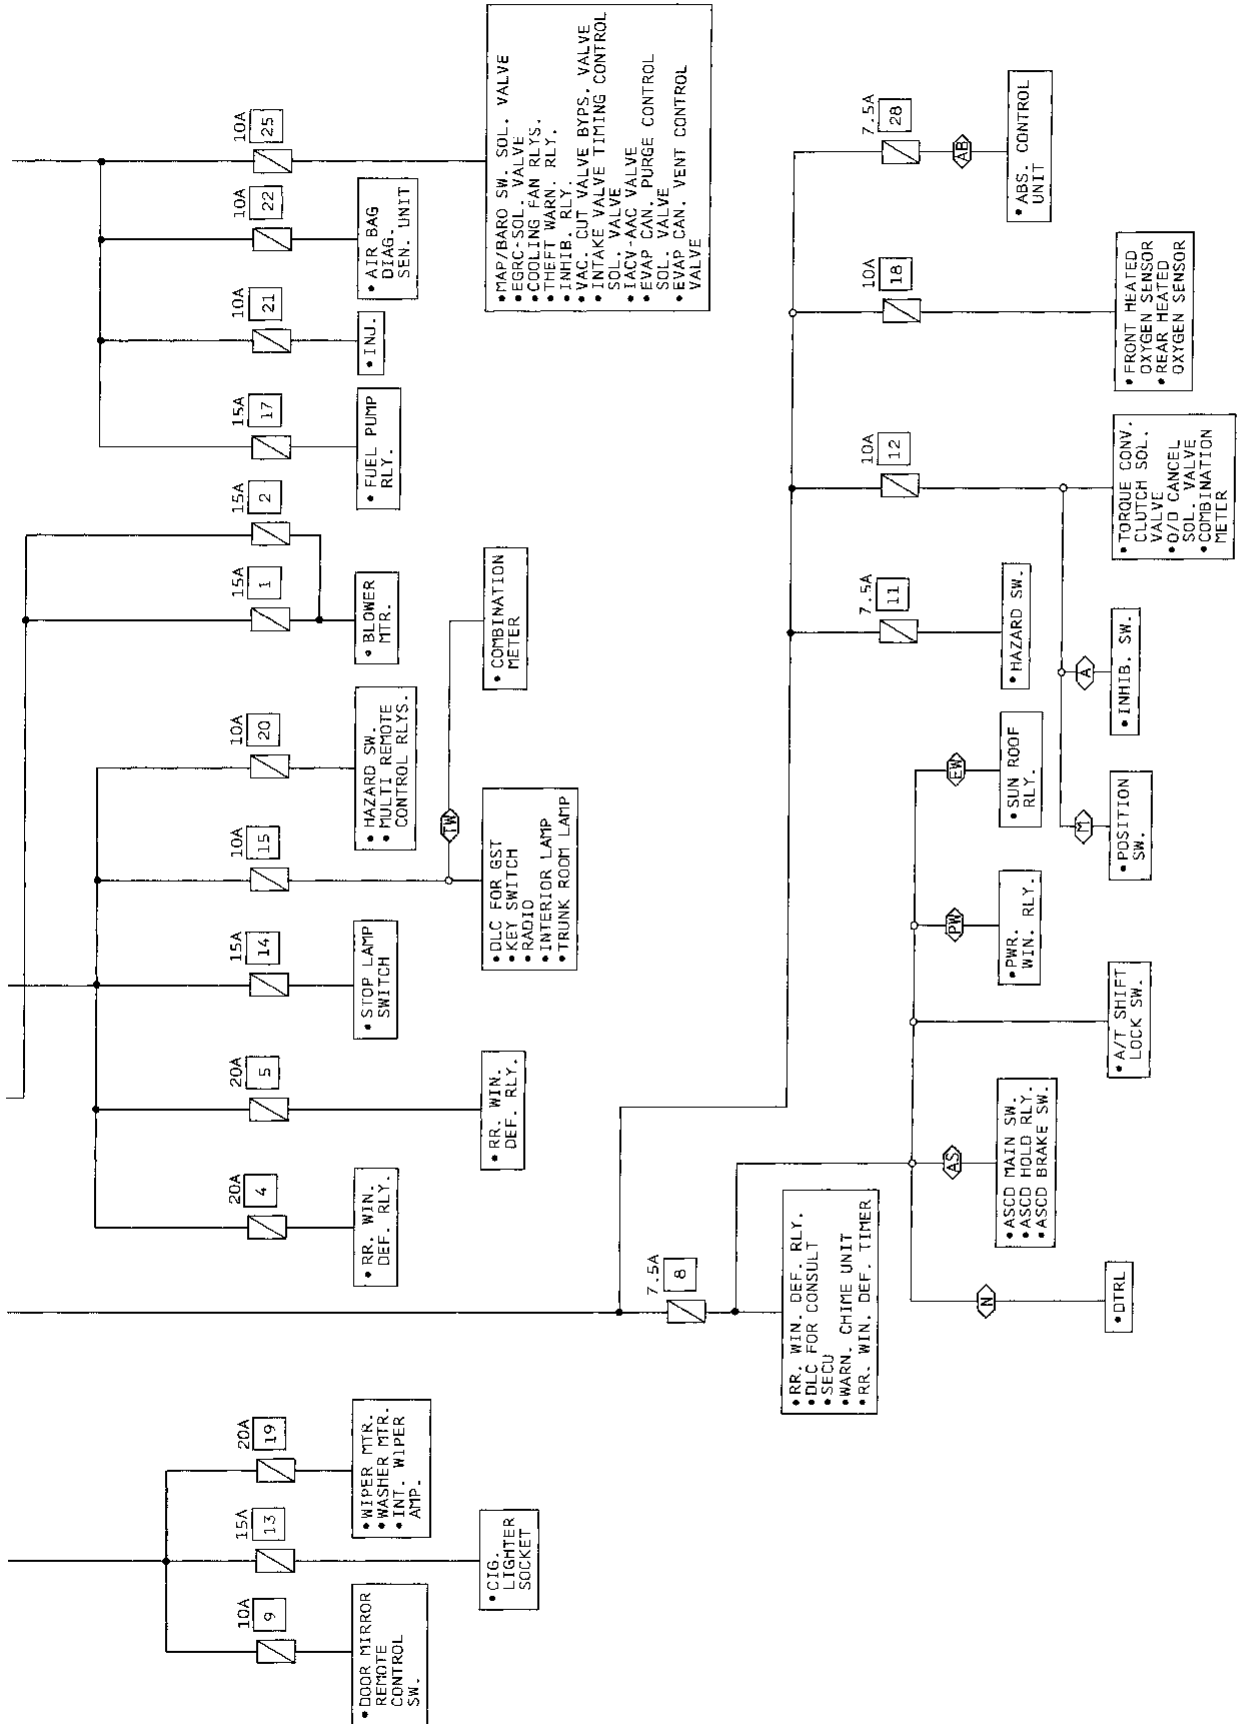 10A
9
• DOOR MIRROR
REMOTE
CONTROL
SW.
15A
13
• CIG.
LIGHTER
SOCKET
20A
19
• WIPER MTR.
• WASHER MTR.
• INT. WIPER
AMP.
20A
4
• RR. WIN.
DEF. RLY.
20A
5
• RR. WIN.
DEF. RLY.
15A
14
• STOP LAMP
SWITCH
10A
15
• DLC FOR GST
• KEY SWITCH
• RADIO
• INTERIOR LAMP
• TRUNK ROOM LAMP
TW
• COMBINATION
METER
10A
20
• HAZARD SW.
• MULTI REMOTE
CONTROL RLYS.
15A
1
• BLOWER
MTR.
15A
2
15A
17
• FUEL PUMP
RLY.
10A
21
• INJ.
10A
22
• AIR BAG
DIAG.
SEN. UNIT
10A
25
• MAP/BARO SW. SOL. VALVE
• EGRC-SOL. VALVE
• COOLING FAN RLYS.
• THEFT WARN. RLY.
• INHIB. RLY.
• VAC. CUT VALVE BYPS. VALVE
• INTAKE VALVE TIMING CONTROL
SOL. VALVE
• IACV-AAC VALVE
• EVAP CAN. PURGE CONTROL
SOL. VALVE
• EVAP CAN. VENT CONTROL
VALVE
7.5A
8
• RR. WIN. DEF. RLY.
• DLC FOR CONSULT
• SECU
• WARN. CHIME UNIT
• RR. WIN. DEF. TIMER
N
• DTRL
AS
• ASCD MAIN SW.
• ASCD HOLD RLY.
• ASCD BRAKE SW.
• A/T SHIFT
LOCK SW.
PW
• PWR.
WIN. RLY.
EW
• SUN ROOF
RLY.
7.5A
11
• HAZARD SW.
10A
12
M
• POSITION
SW.
A
• INHIB. SW.
• TORQUE CONV.
CLUTCH SOL.
VALVE
• O/D CANCEL
SOL. VALVE
• COMBINATION
METER
10A
18
• FRONT HEATED
OXYGEN SENSOR
• REAR HEATED
OXYGEN SENSOR
7.5A
28
AB
• ABS. CONTROL
UNIT